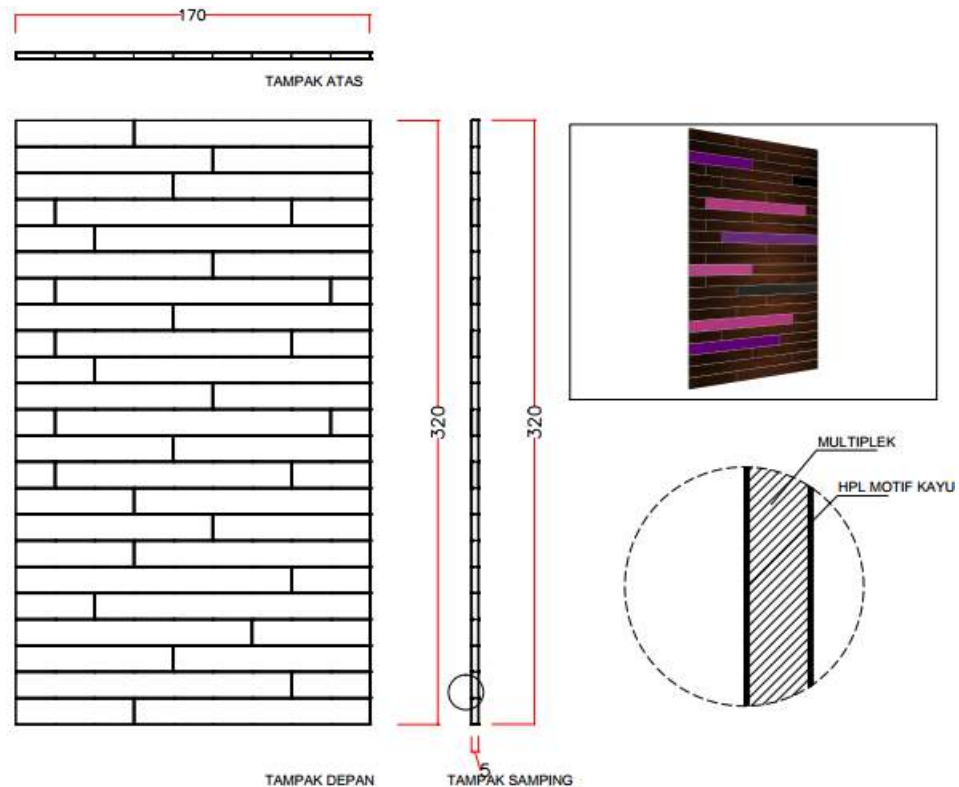 170
TAMPAK ATAS
320
320
MULTIPLEK
HPL MOTIF KAYU
5
TAMPAK DEPAN
TAMPAK SAMPING